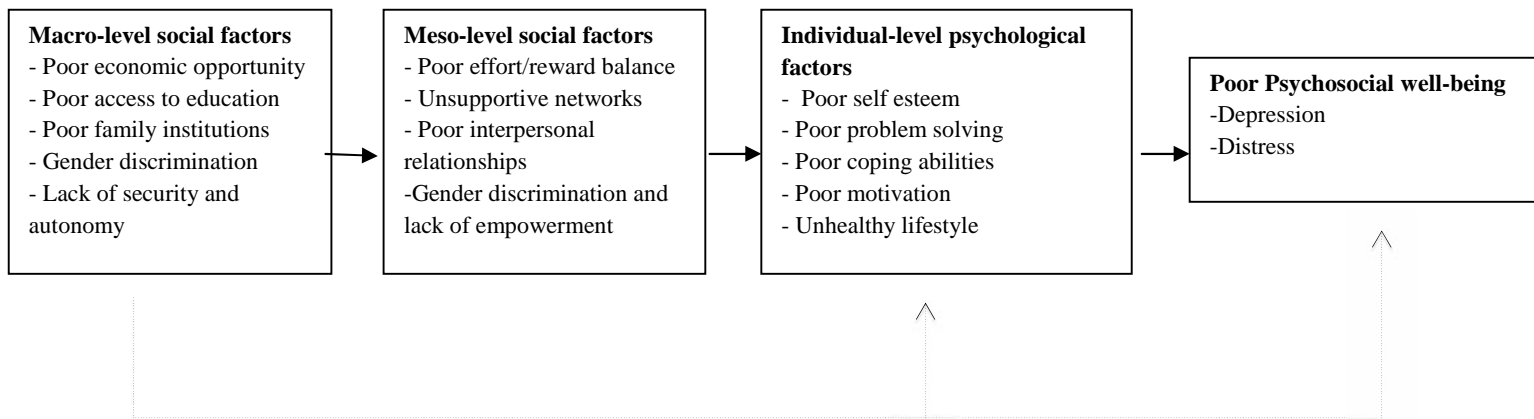 Macro-level social factors
- Poor economic opportunity
- Poor access to education
- Poor family institutions
- Gender discrimination
- Lack of security and
autonomy
Meso-level social factors
- Poor effort/reward balance
- Unsupportive networks
- Poor interpersonal
relationships
-Gender discrimination and
lack of empowerment
Individual-level psychological
factors
- Poor self esteem
- Poor problem solving
- Poor coping abilities
- Poor motivation
- Unhealthy lifestyle
Poor Psychosocial well-being
-Depression
-Distress